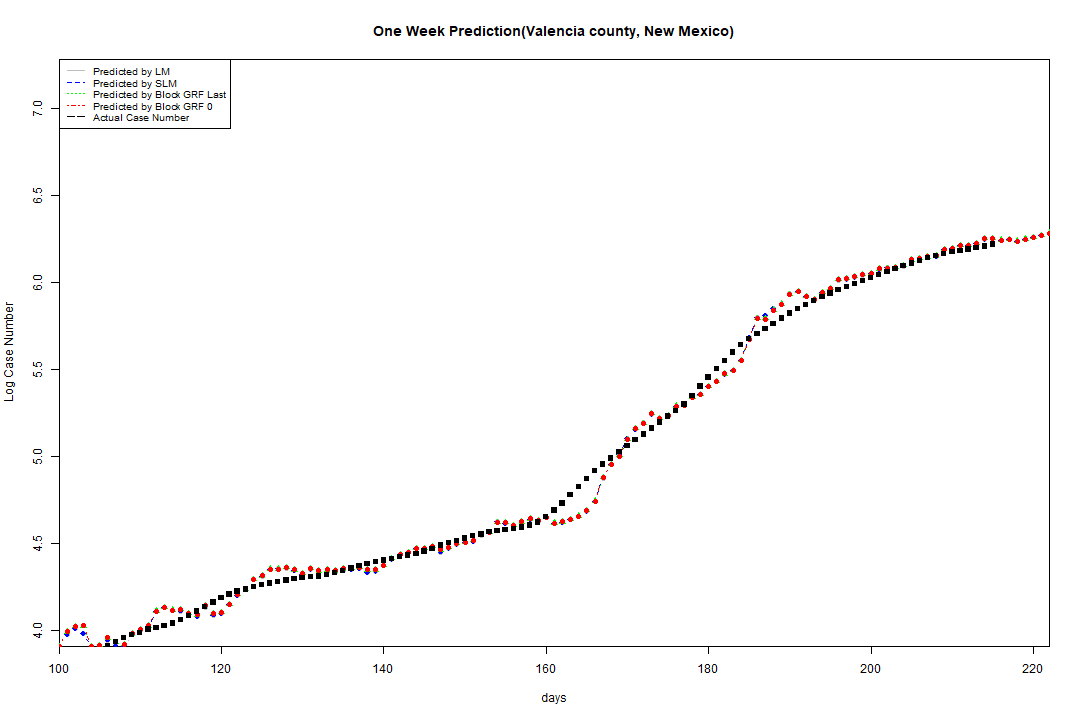 One Week Prediction(Valencia county, New Mexico)
Predicted by LM
Predicted by SLM
Predicted by Block GRF Last
Predicted by Block GRF 0
Actual Case Number
7.0
6.5
6.0
5.5
5.0
4.5
4.0
Log Case Number
100 120 140 160 180 200 220
days